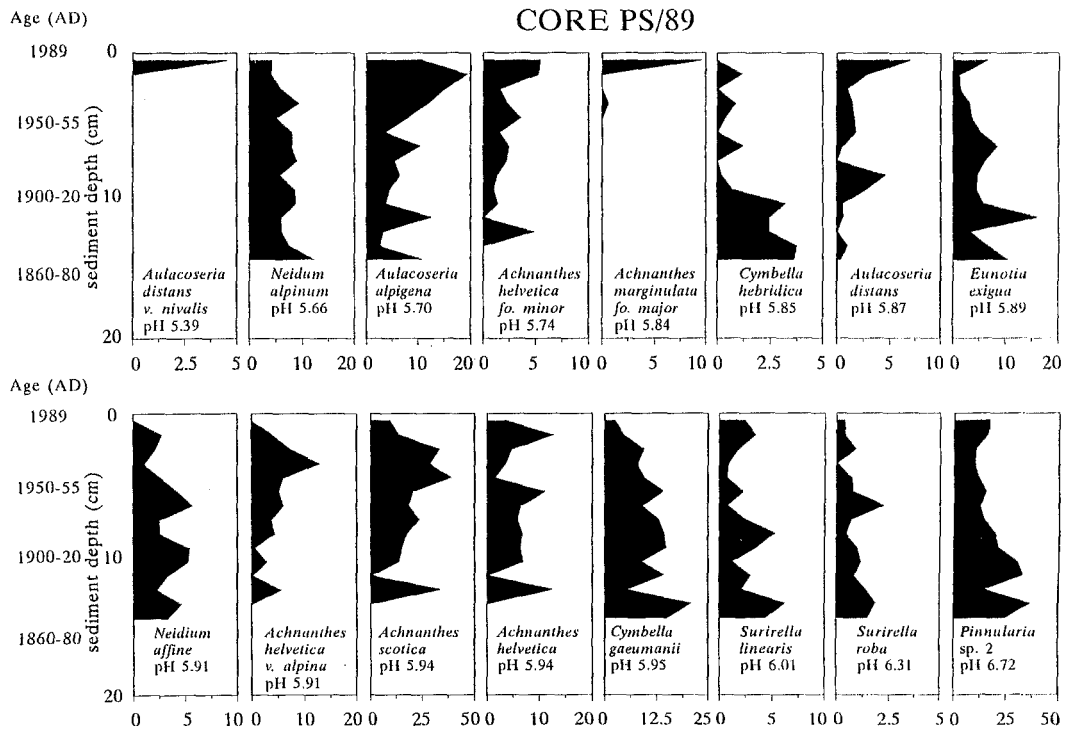 CORE PS/89
Age (AD)
1989
1950-55
1900-20
1860-80
sediment depth (cm)
0
10
20
Aulacoseria
distans
v. nivalis
pH 5.39
Neidum
alpinum
pH 5.66
Aulacoseria
alpigena
pH 5.70
Achnanthes
helvetica
fo. minor
pH 5.74
Achnanthes
marginulata
fo. major
pH 5.84
Cymbella
hebridica
pH 5.85
Aulacoseria
distans
pH 5.87
Eunotia
exigua
pH 5.89
0 2.5 5
0 10 20
0 10 20
0 5 10
0 5 10
0 2.5 5
0 5 10
0 10 20
Age (AD)
1989
1950-55
1900-20
1860-80
sediment depth (cm)
0
10
20
Neidium
affine
pH 5.91
Achnanthes
helvetica
v. alpina
pH 5.91
Achnanthes
scotica
pH 5.94
Achnanthes
helvetica
pH 5.94
Cymbella
gaeumanii
pH 5.95
Surirella
linearis
pH 6.01
Surirella
roba
pH 6.31
Pinnularia
sp. 2
pH 6.72
0 5 10
0 10 20
0 25 50
0 10 20
0 12.5 25
0 5 10
0 2.5 5
0 25 50